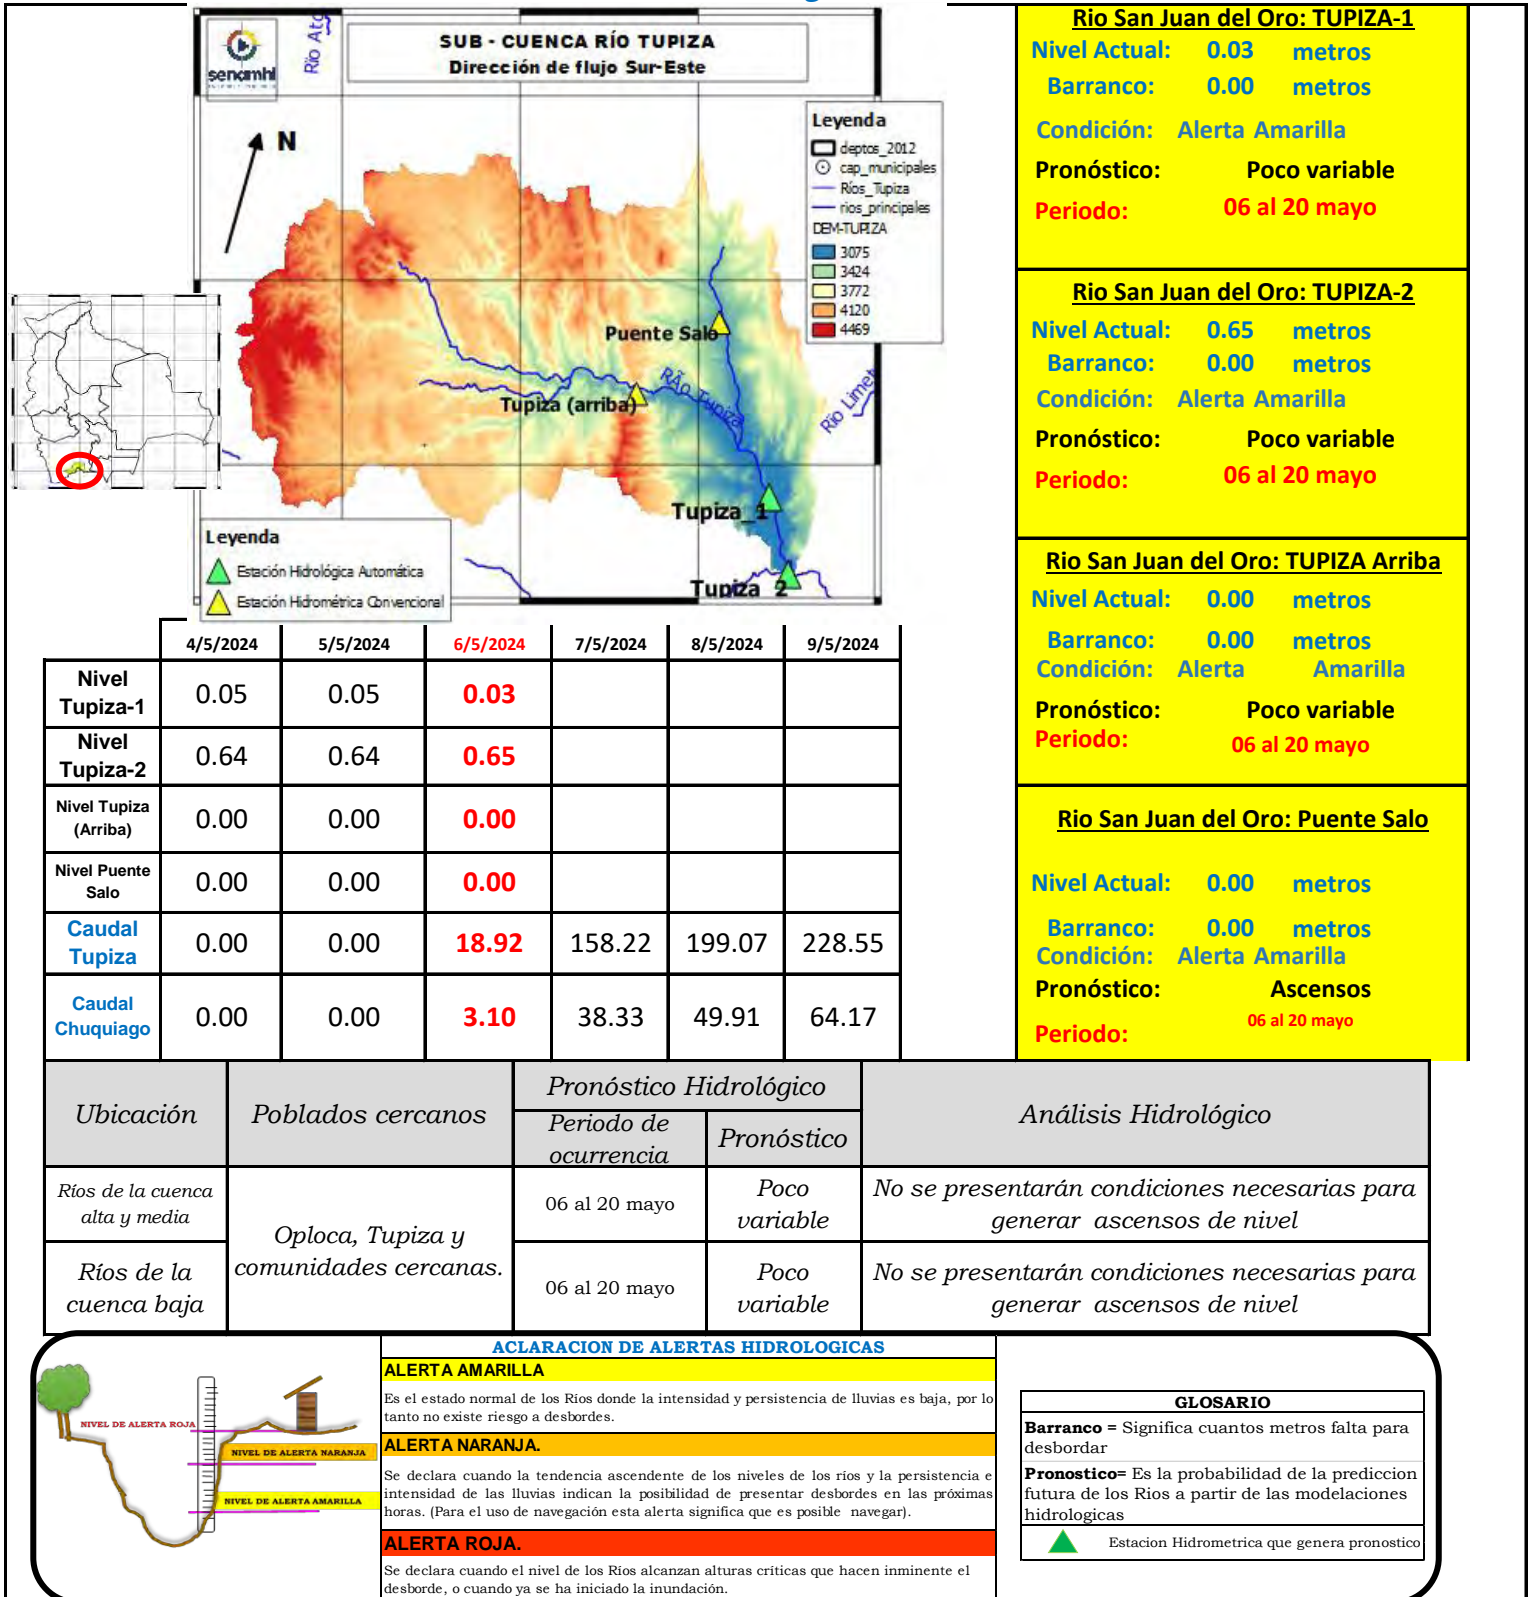 senamhi
Río Ato
SUB - CUENCA RÍO TUPIZA
Dirección de flujo Sur-Este
N
Leyenda
deptos_2012
cap_municipales
Ríos_Tupiza
rios_principales
DEM-TUPIZA
3075
3424
3772
4120
4469
Puente Salo
RÃo Tupiza
Tupiza (arriba)
Río Limet
Tupiza_1
Tupiza_2
Leyenda
Estación Hidrológica Automática
Estación Hidrométrica Convencional
Rio San Juan del Oro: TUPIZA-1
Nivel Actual: 0.03 metros
Barranco: 0.00 metros
Condición: Alerta Amarilla
Pronóstico: Poco variable
Periodo: 06 al 20 mayo
Rio San Juan del Oro: TUPIZA-2
Nivel Actual: 0.65 metros
Barranco: 0.00 metros
Condición: Alerta Amarilla
Pronóstico: Poco variable
Periodo: 06 al 20 mayo
Rio San Juan del Oro: TUPIZA Arriba
Nivel Actual: 0.00 metros
Barranco: 0.00 metros
Condición: Alerta Amarilla
Pronóstico: Poco variable
Periodo: 06 al 20 mayo
Rio San Juan del Oro: Puente Salo
Nivel Actual: 0.00 metros
Barranco: 0.00 metros
Condición: Alerta Amarilla
Pronóstico: Ascensos
Periodo: 06 al 20 mayo
4/5/2024 5/5/2024 6/5/2024 7/5/2024 8/5/2024 9/5/2024
Nivel
Tupiza-1
0.05 0.05 0.03
Nivel
Tupiza-2
0.64 0.64 0.65
Nivel Tupiza
(Arriba)
0.00 0.00 0.00
Nivel Puente
Salo
0.00 0.00 0.00
Caudal
Tupiza
0.00 0.00 18.92 158.22 199.07 228.55
Caudal
Chuquiago
0.00 0.00 3.10 38.33 49.91 64.17
Ubicación
Poblados cercanos
Pronóstico Hidrológico
Periodo de
ocurrencia
Pronóstico
Análisis Hidrológico
Ríos de la cuenca
alta y media
Oploca, Tupiza y
comunidades cercanas.
06 al 20 mayo
Poco
variable
No se presentarán condiciones necesarias para
generar ascensos de nivel
Ríos de la
cuenca baja
06 al 20 mayo
Poco
variable
No se presentarán condiciones necesarias para
generar ascensos de nivel
NIVEL DE ALERTA ROJA
NIVEL DE ALERTA NARANJA
NIVEL DE ALERTA AMARILLA
ACLARACION DE ALERTAS HIDROLOGICAS
ALERTA AMARILLA
Es el estado normal de los Ríos donde la intensidad y persistencia de lluvias es baja, por lo
tanto no existe riesgo a desbordes.
ALERTA NARANJA.
Se declara cuando la tendencia ascendente de los niveles de los ríos y la persistencia e
intensidad de las lluvias indican la posibilidad de presentar desbordes en las próximas
horas. (Para el uso de navegación esta alerta significa que es posible navegar).
ALERTA ROJA.
Se declara cuando el nivel de los Ríos alcanzan alturas críticas que hacen inminente el
desborde, o cuando ya se ha iniciado la inundación.
GLOSARIO
Barranco = Significa cuantos metros falta para
desbordar
Pronostico= Es la probabilidad de la prediccion
futura de los Rios a partir de las modelaciones
hidrologicas
Estacion Hidrometrica que genera pronostico